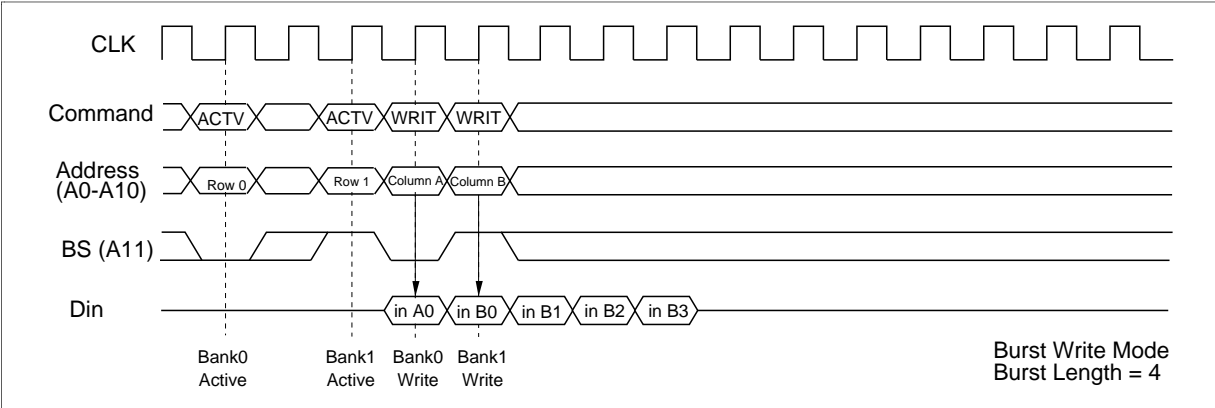 CLK
Command ACTV ACTV WRIT WRIT
Address
(A0-A10) Row 0 Row 1 Column A Column B
BS (A11)
Din in A0 in B0 in B1 in B2 in B3
Bank0 Bank1 Bank0 Bank1
Active Active Write Write
Burst Write Mode
Burst Length = 4